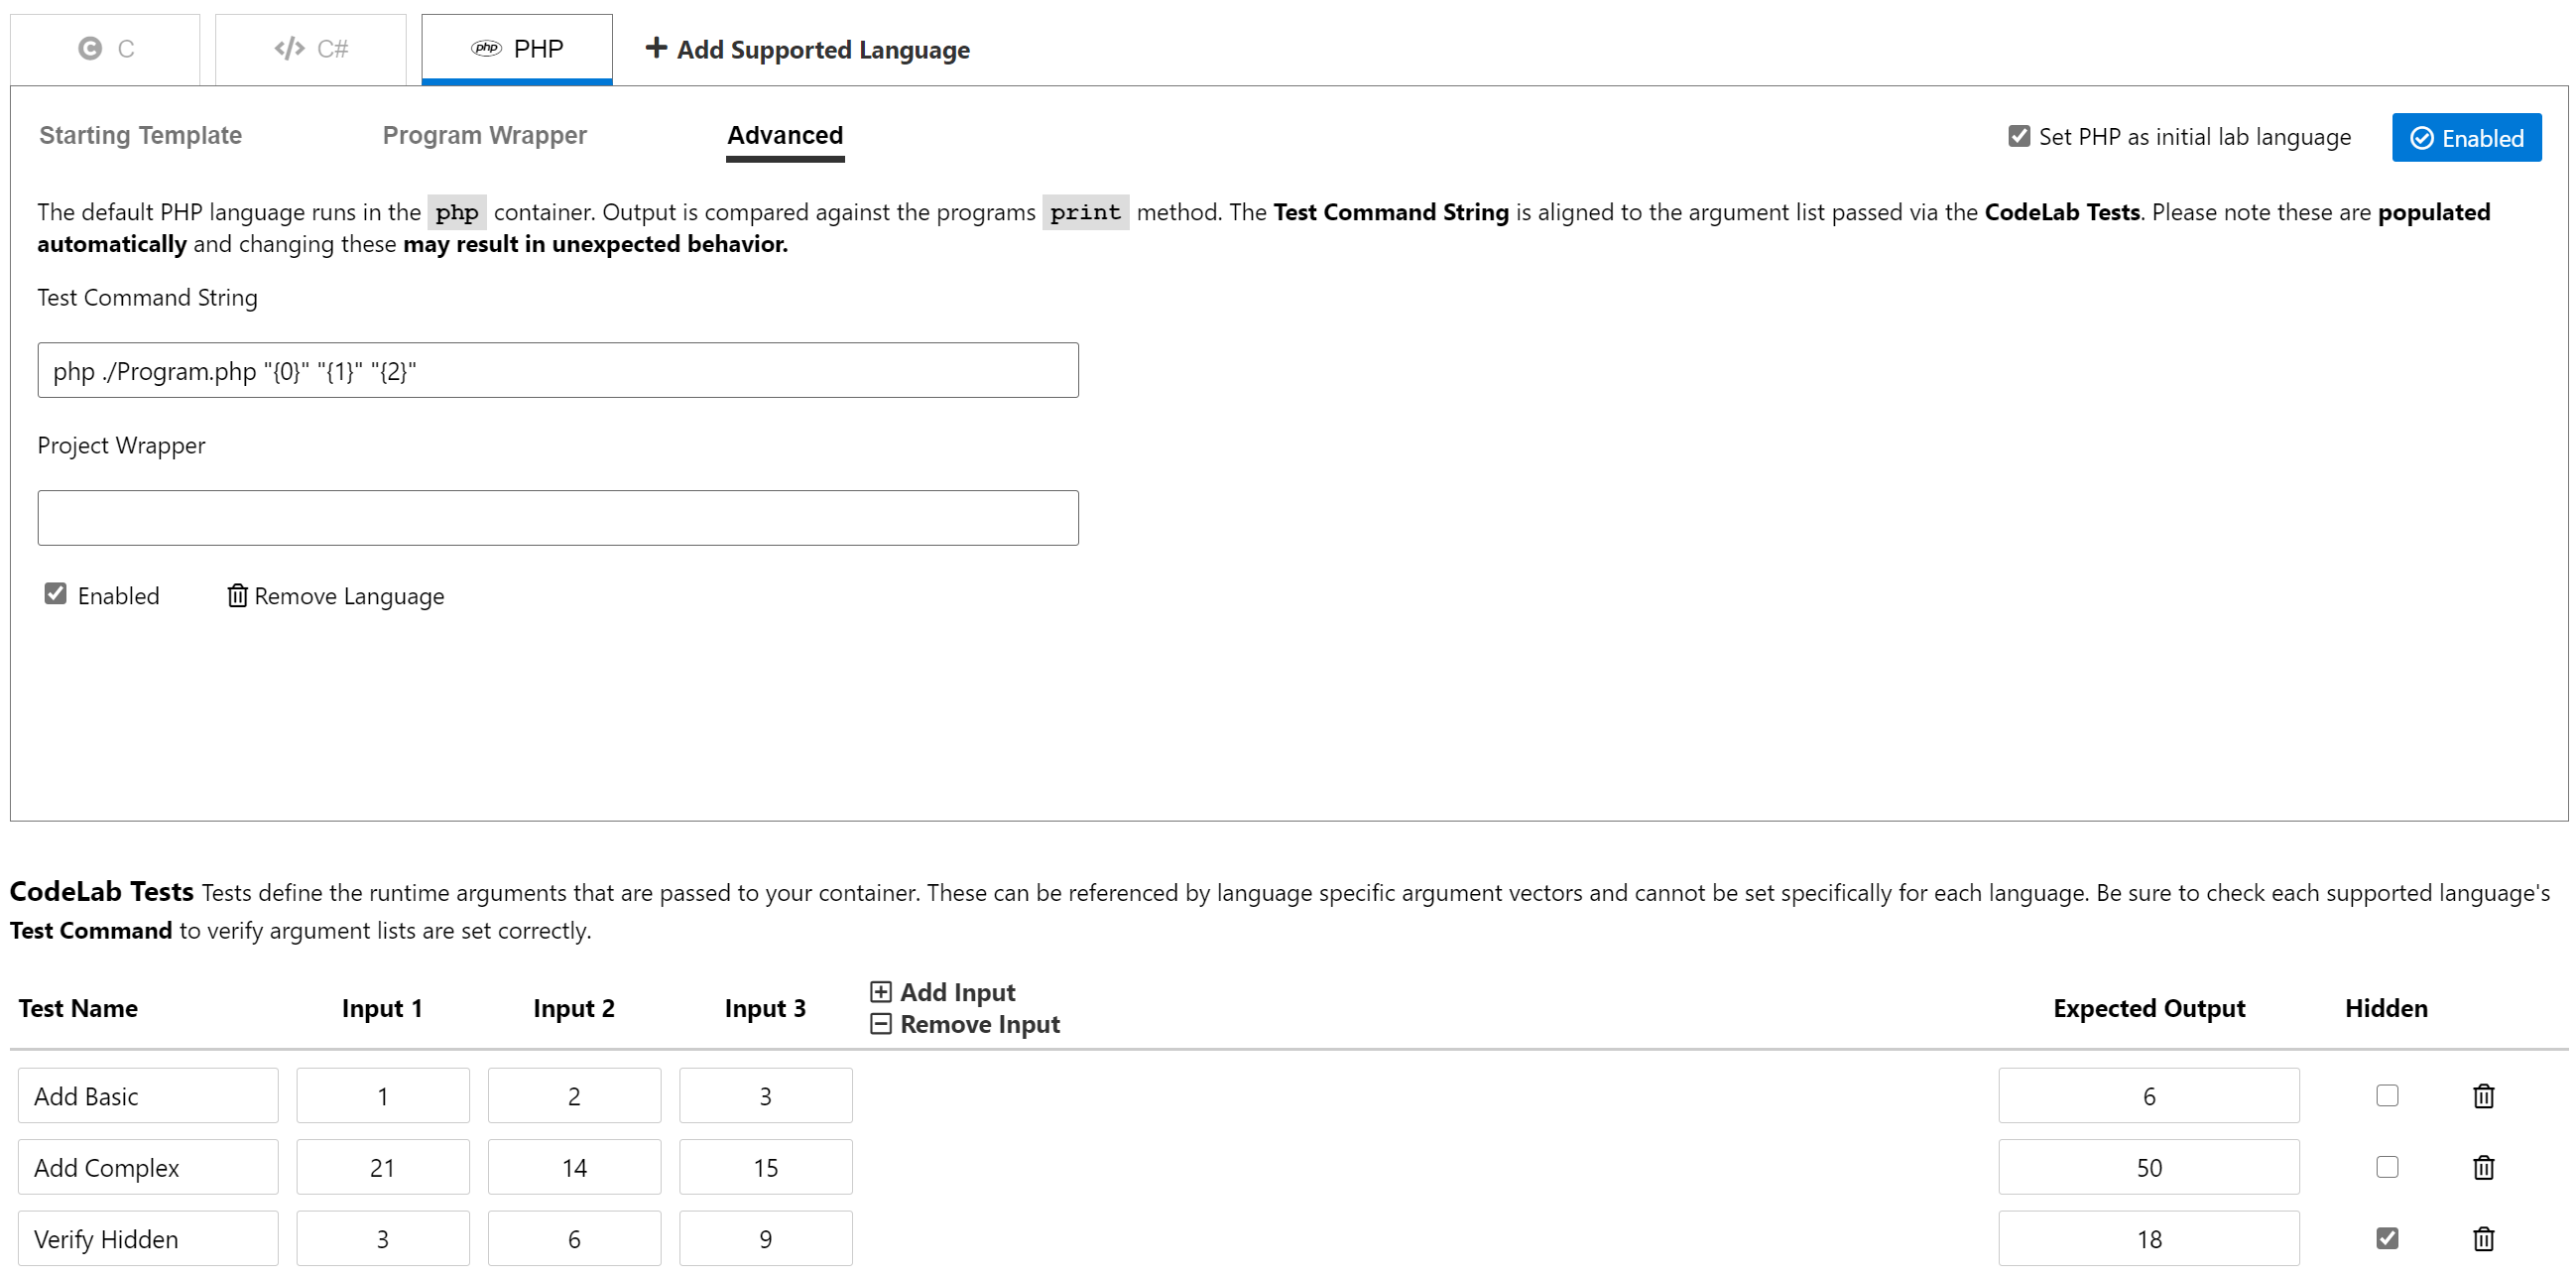 C
C#
php PHP
Add Supported Language
Starting Template
Program Wrapper
Advanced
Set PHP as initial lab language
Enabled
The default PHP language runs in the php container. Output is compared against the programs print method. The Test Command String is aligned to the argument list passed via the CodeLab Tests. Please note these are populated
automatically and changing these may result in unexpected behavior.
Test Command String
php ./Program.php "{0}" "{1}" "{2}"
Project Wrapper
Enabled
Remove Language
CodeLab Tests Tests define the runtime arguments that are passed to your container. These can be referenced by language specific argument vectors and cannot be set specifically for each language. Be sure to check each supported language's
Test Command to verify argument lists are set correctly.
Test Name Input 1 Input 2 Input 3
Add Input
Remove Input
Expected Output Hidden
Add Basic 1 2 3 6
Add Complex 21 14 15 50
Verify Hidden 3 6 9 18